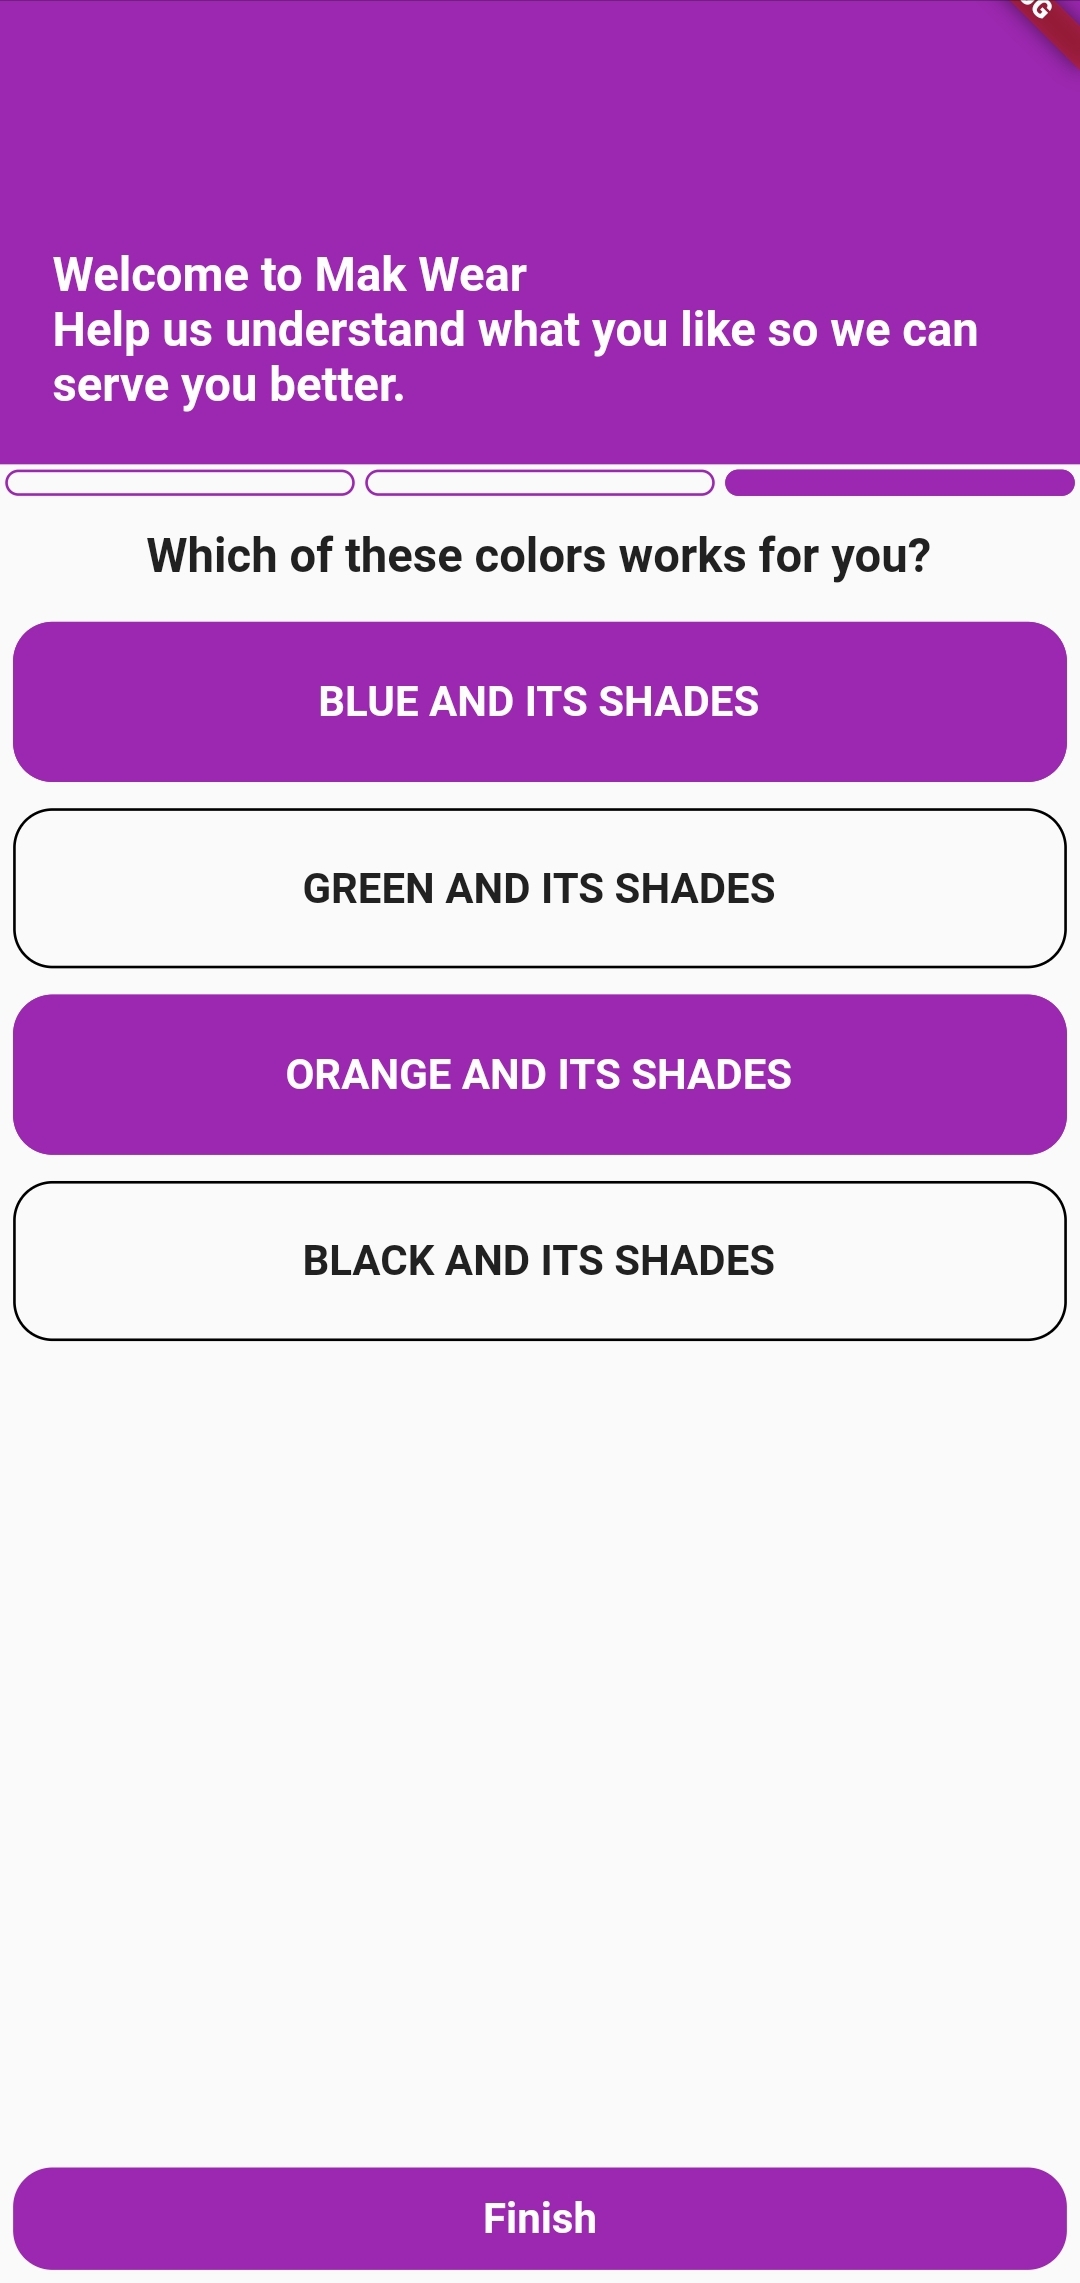 Welcome to Mak Wear
Help us understand what you like so we can
serve you better.
Which of these colors works for you?
BLUE AND ITS SHADES
GREEN AND ITS SHADES
ORANGE AND ITS SHADES
BLACK AND ITS SHADES
Finish